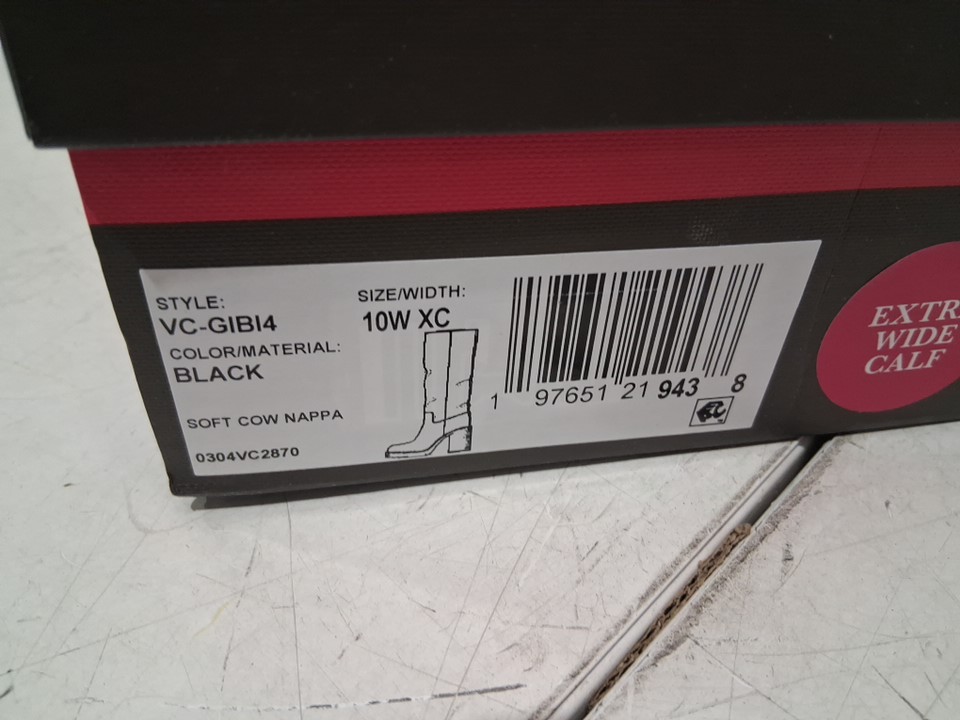 STYLE:
VC-GIBI4
COLOR/MATERIAL:
BLACK
SOFT COW NAPPA
0304VC2870
SIZE/WIDTH:
10W XC
1 97651 21 943 8
EXTR
WIDE
CALF